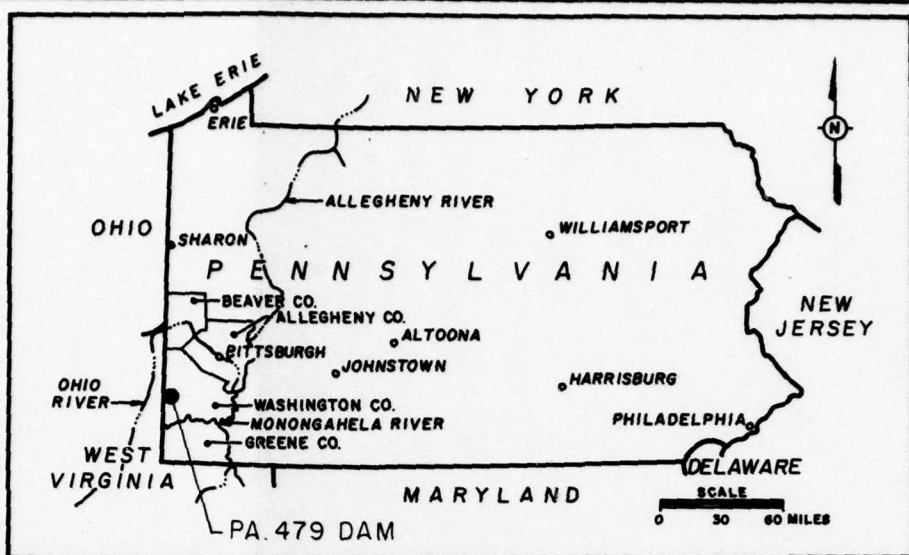 LAKE ERIE
NEW YORK
ERIE
N
ALLEGHENY RIVER
OHIO
SHARON
WILLIAMSPORT
PENNSYLVANIA
BEAVER CO.
ALLEGHENY CO.
NEW JERSEY
ALTOONA
PITTSBURGH
JOHNSTOWN
OHIO RIVER
HARRISBURG
WASHINGTON CO.
MONONGAHELA RIVER
PHILADELPHIA
GREENE CO.
WEST VIRGINIA
DELAWARE
MARYLAND
SCALE
0 30 60 MILES
PA. 479 DAM